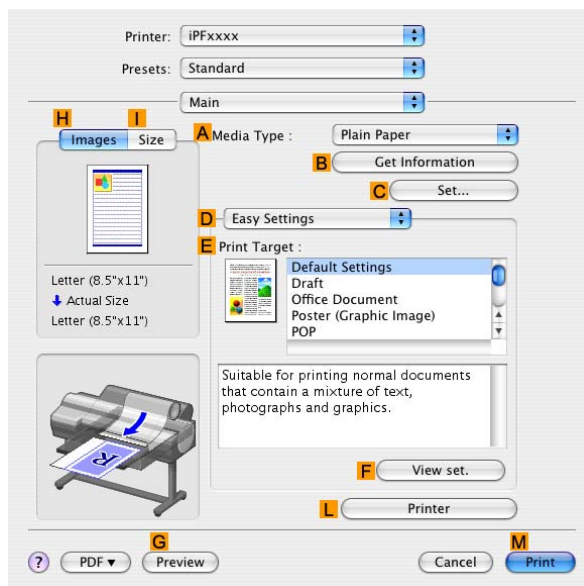 Printer: iPFxxxx
Presets: Standard
Main
H I
Images Size
A Media Type : Plain Paper
B Get Information
C Set...
D Easy Settings
E Print Target :
Default Settings
Draft
Office Document
Poster (Graphic Image)
POP
Letter (8.5"x11")
Actual Size
Letter (8.5"x11")
Suitable for printing normal documents
that contain a mixture of text,
photographs and graphics.
R
F View set.
L Printer
G M
? PDF Preview Cancel Print